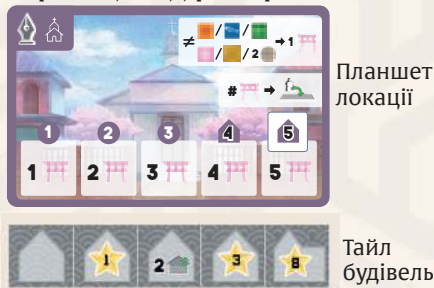 ≠ / / → 1
/ / 2
# →
Планшет
локації
1 2 3 4 5
1 2 3 4 5
Тайл
будівель
1 2 3 8